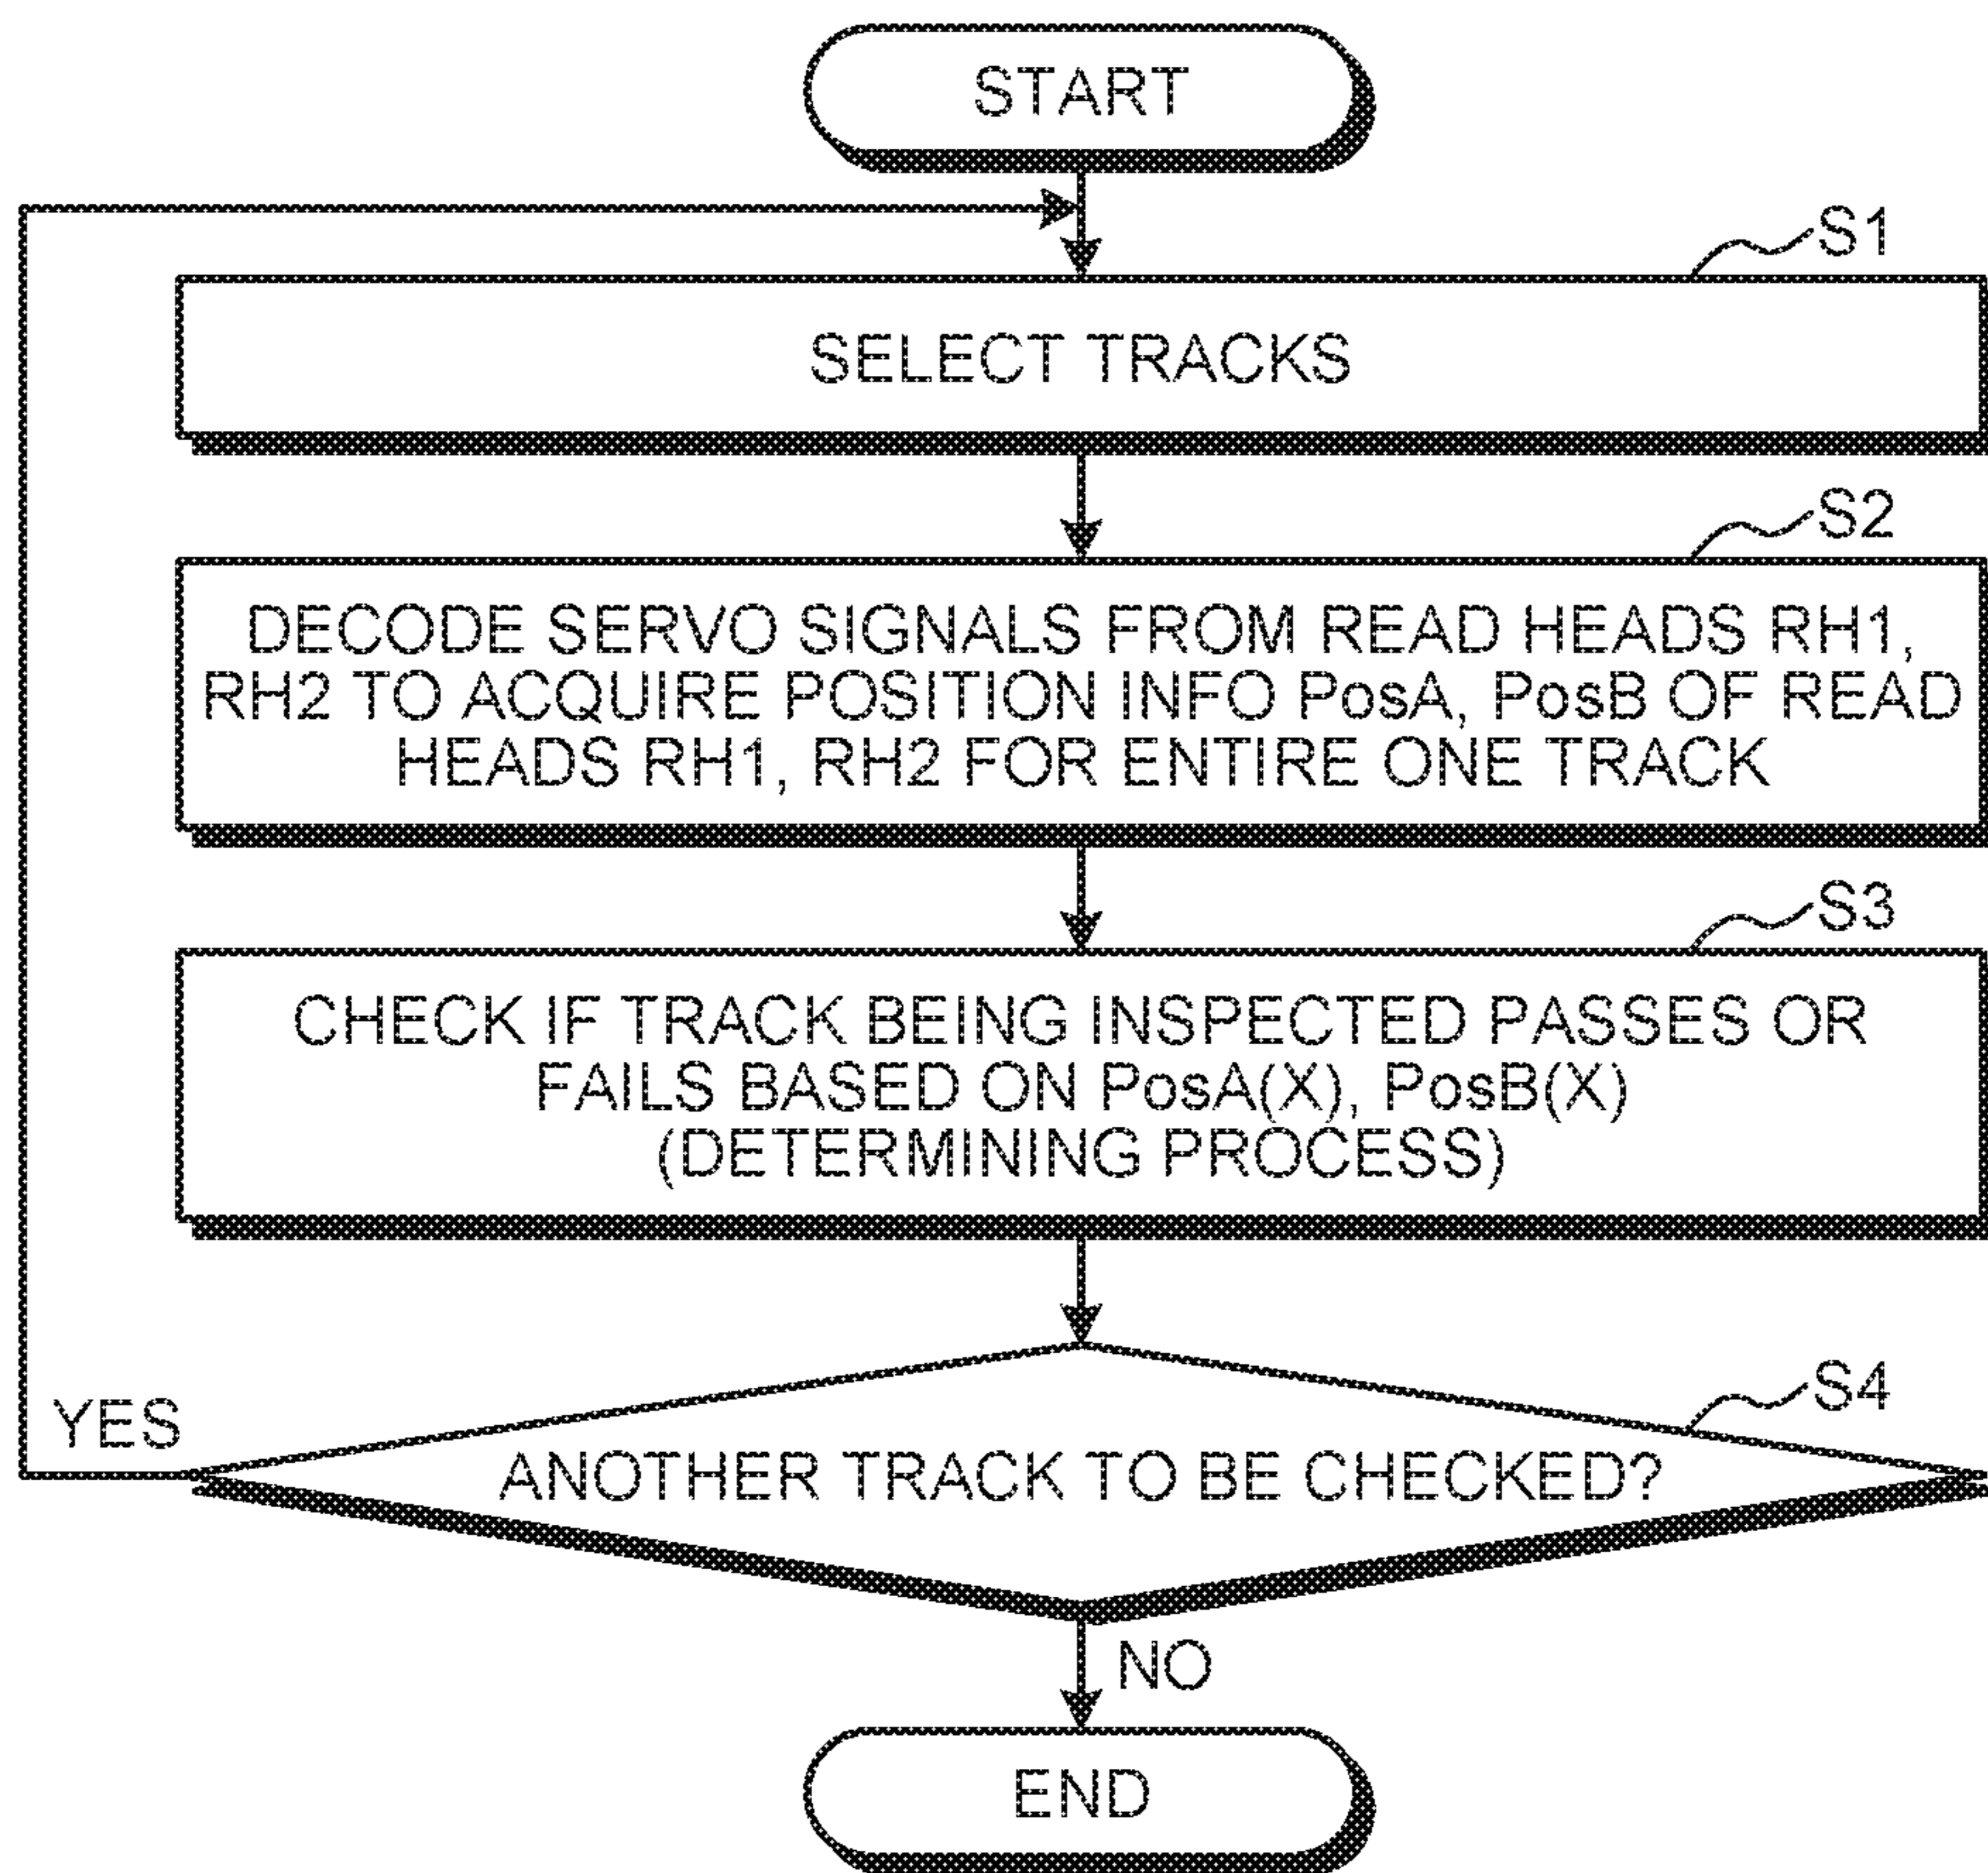 START
S1
SELECT TRACKS
S2
DECODE SERVO SIGNALS FROM READ HEADS RH1,
RH2 TO ACQUIRE POSITION INFO PosA, PosB OF READ
HEADS RH1, RH2 FOR ENTIRE ONE TRACK
S3
CHECK IF TRACK BEING INSPECTED PASSES OR
FAILS BASED ON PosA(X), PosB(X)
(DETERMINING PROCESS)
S4
YES
ANOTHER TRACK TO BE CHECKED?
NO
END